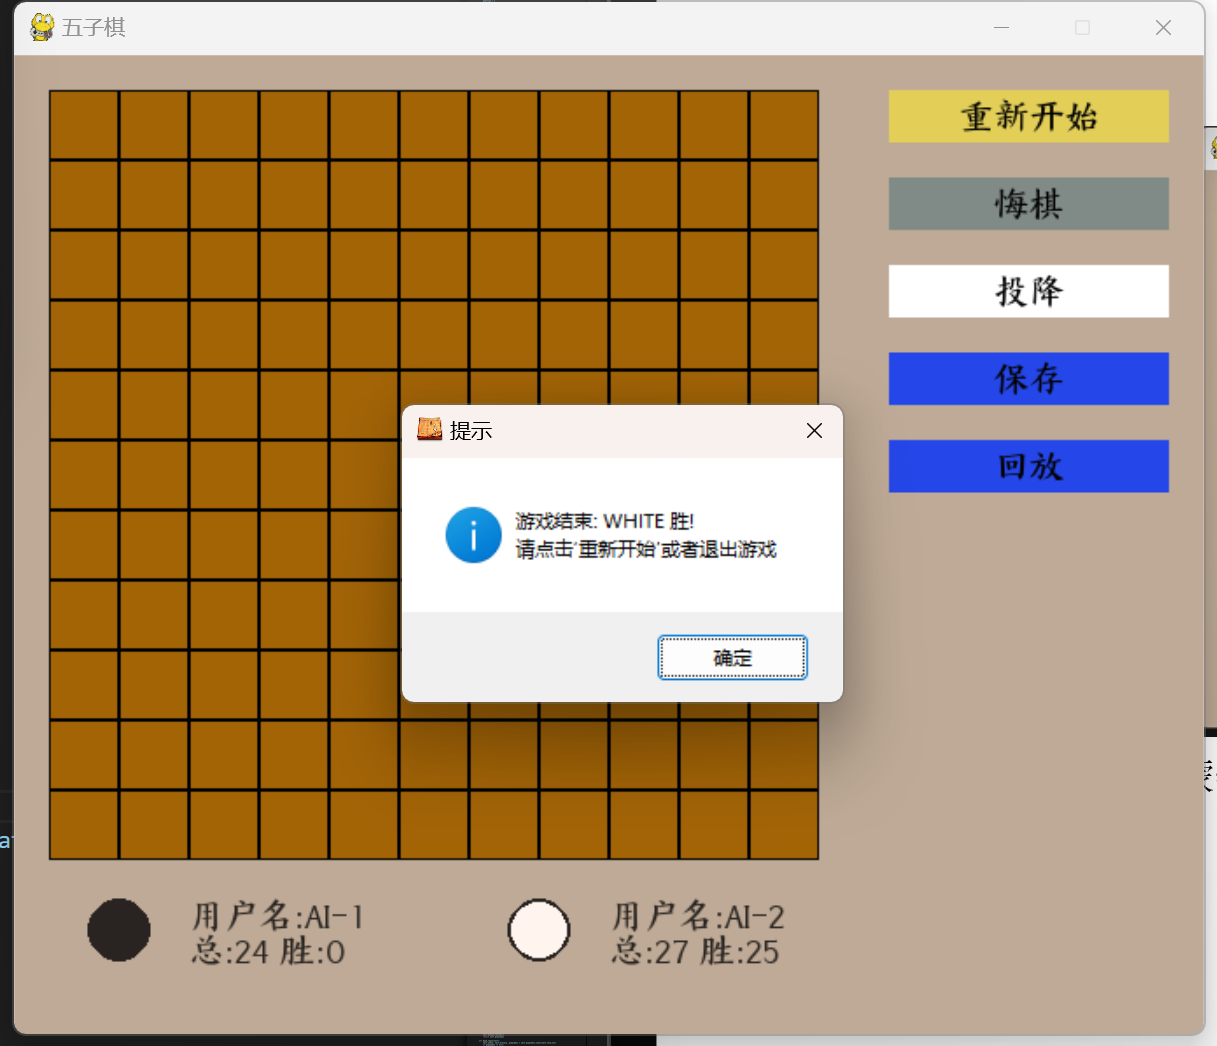 五子棋
重新开始
悔棋
投降
保存
回放
提示
游戏结束: WHITE 胜!
请点击'重新开始'或者退出游戏
确定
用户名:AI-1
总:24 胜:0
用户名:AI-2
总:27 胜:25